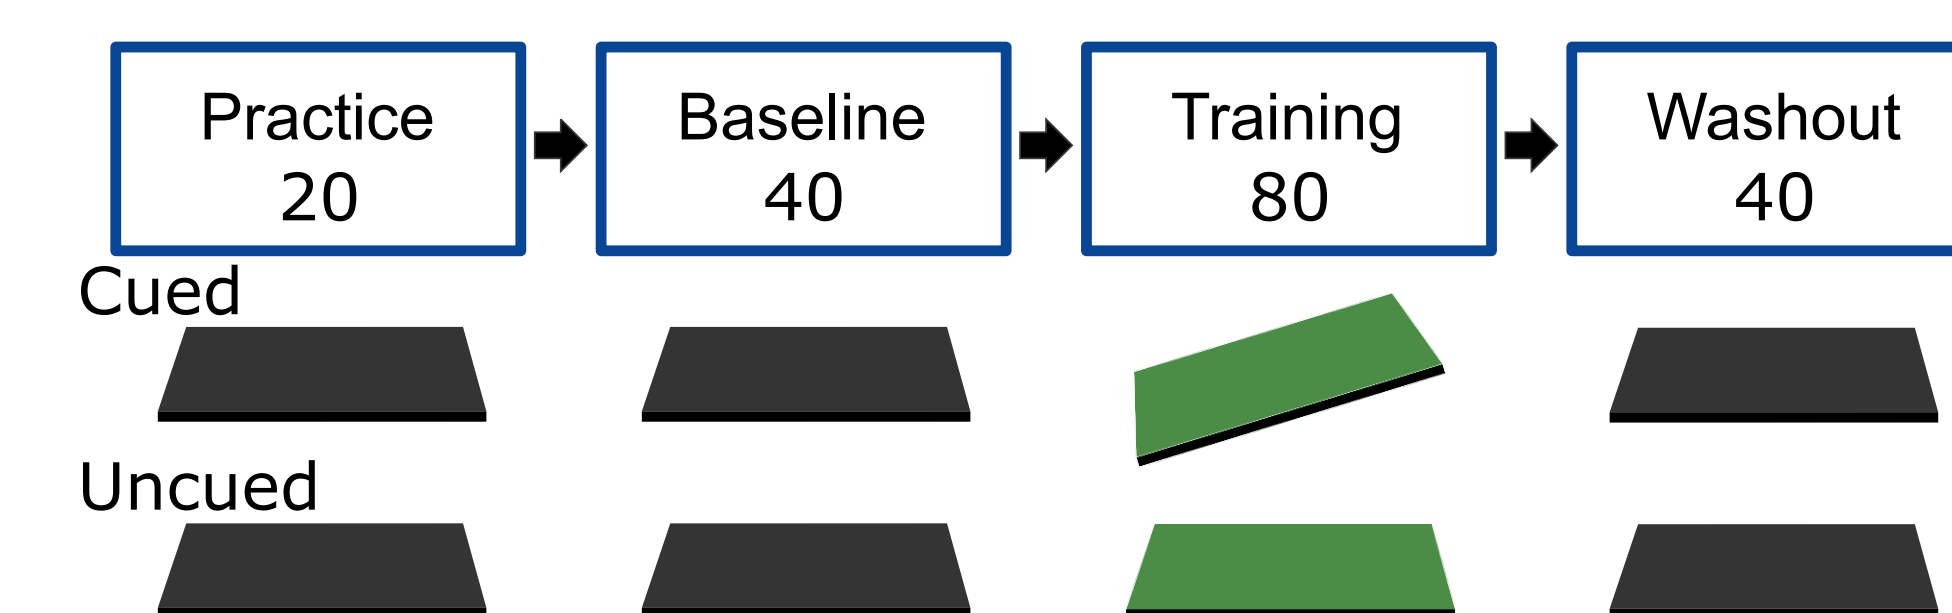 Practice
20
Baseline
40
Training
80
Washout
40
Cued
Uncued